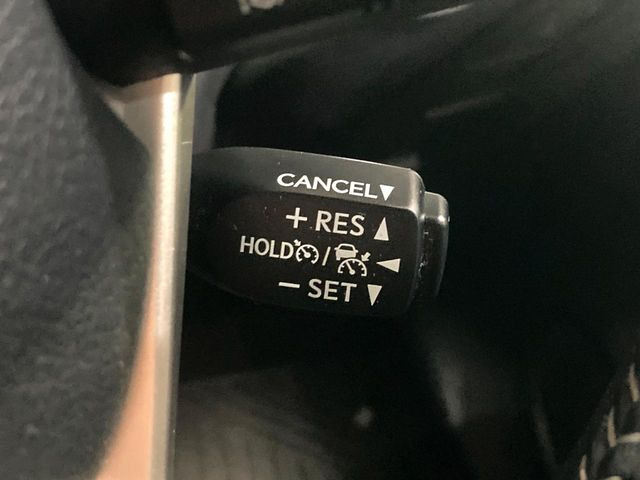 CANCEL▼
+ RES ▲
HOLD / ◀
− SET ▼